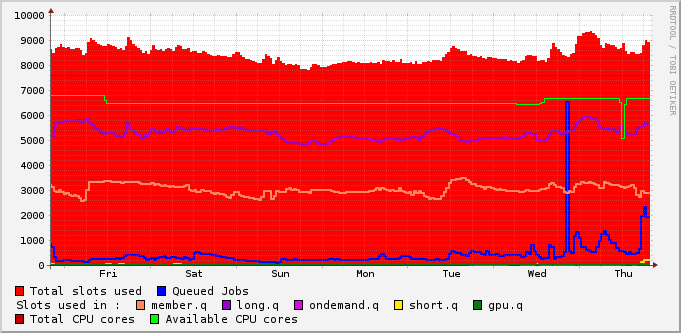 10000
9000
8000
7000
6000
5000
4000
3000
2000
1000
0
Fri Sat Sun Mon Tue Wed Thu
RRDTOOL / TOBI OETIKER
Total slots used Queued Jobs
Slots used in : member.q long.q ondemand.q short.q gpu.q
Total CPU cores Available CPU cores